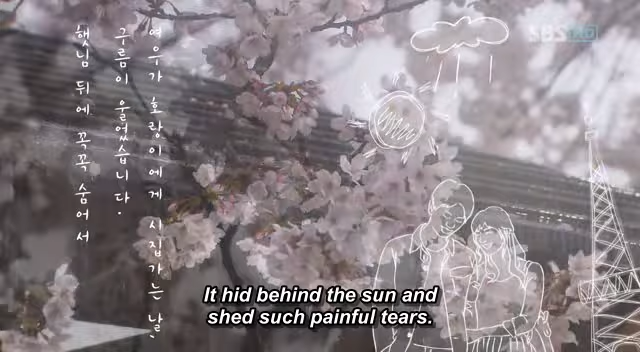 여우가 호랑이에게 시집가는 날,
구름이 울었습니다.
햇님 뒤에 꼭꼭 숨어서
SBS HD
It hid behind the sun and
shed such painful tears.